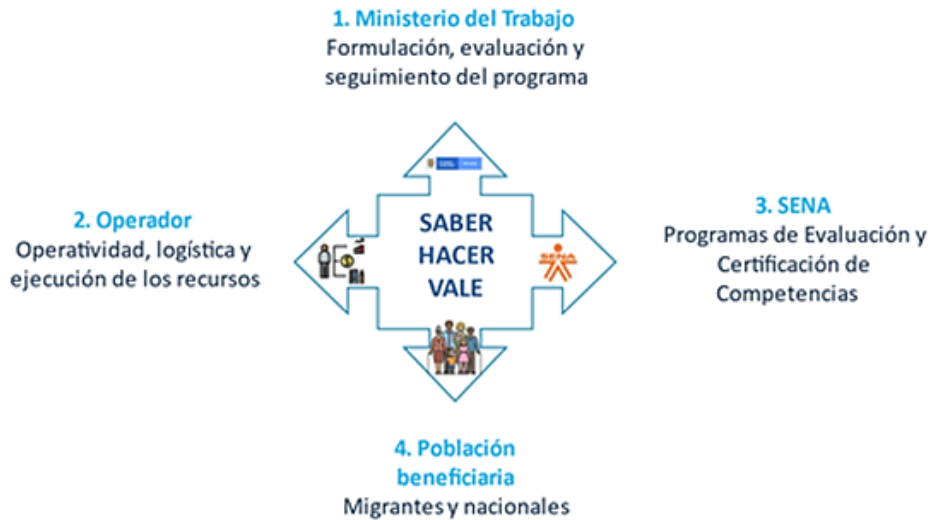 1. Ministerio del Trabajo
Formulación, evaluación y
seguimiento del programa
2. Operador
Operatividad, logística y
ejecución de los recursos
SABER
HACER
VALE
SENA
3. SENA
Programas de Evaluación y
Certificación de
Competencias
4. Población
beneficiaria
Migrantes y nacionales